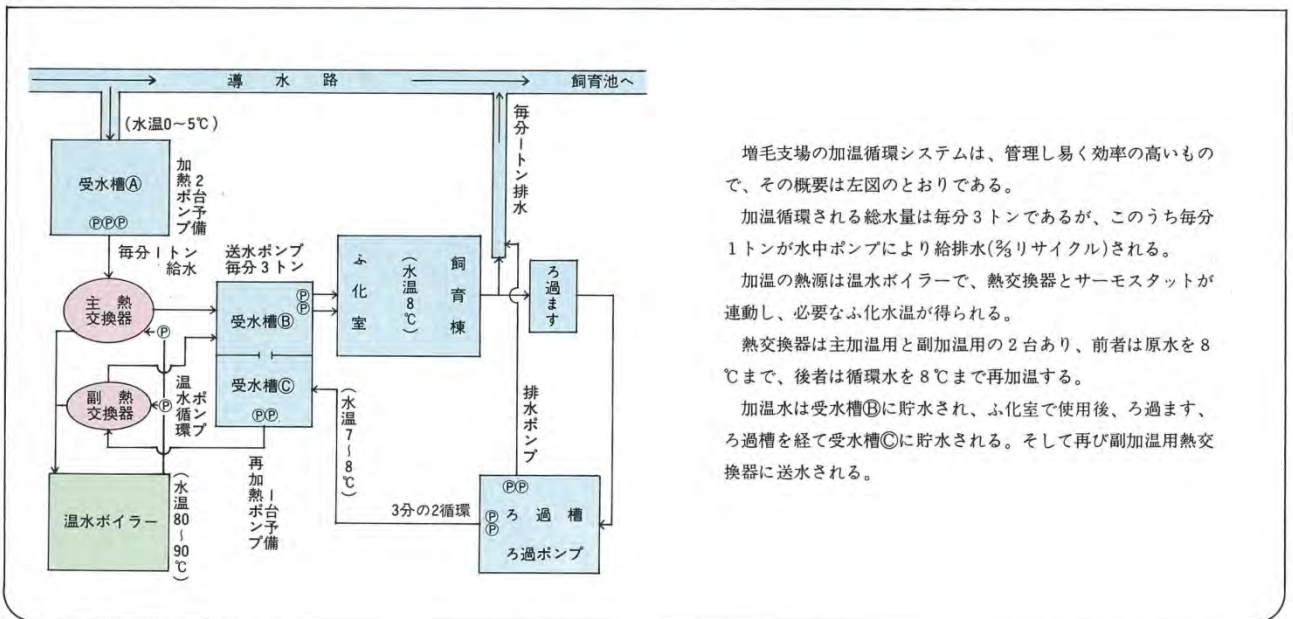 導水路
飼育池へ
(水温0～5℃)
受水槽Ⓐ
ⓅⓅⓅ
加熱ポンプ
2台予備
毎分1トン
給水
送水ポンプ
毎分3トン
主熱
交換器
Ⓟ
受水槽Ⓑ
Ⓟ
Ⓟ
ふ化室
(水温8℃)
飼育棟
毎分1トン排水
ろ過ます
副熱
交換器
Ⓟ
温水循環
ポンプ
受水槽Ⓒ
ⓅⓅ
(水温7～8℃)
排水ポンプ
温水ボイラー
(水温80～90℃)
再加熱ポンプ
1台予備
3分の2循環
ⓅⓅ
Ⓟ
Ⓟ
ろ過槽
ろ過ポンプ
増毛支場の加温循環システムは、管理し易く効率の高いもの
で、その概要は左図のとおりである。
加温循環される総水量は毎分3トンであるが、このうち毎分
1トンが水中ポンプにより給排水(⅔リサイクル)される。
加温の熱源は温水ボイラーで、熱交換器とサーモスタットが
連動し、必要なふ化水温が得られる。
熱交換器は主加温用と副加温用の2台あり、前者は原水を8
℃まで、後者は循環水を8℃まで再加温する。
加温水は受水槽Ⓑに貯水され、ふ化室で使用後、ろ過ます、
ろ過槽を経て受水槽Ⓒに貯水される。そして再び副加温用熱交
換器に送水される。